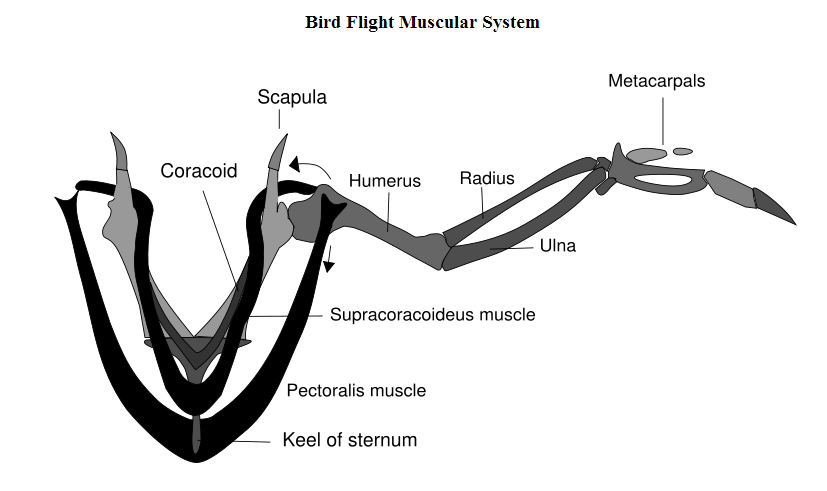 Bird Flight Muscular System
Metacarpals
Scapula
Coracoid
Humerus
Radius
Ulna
Supracoracoideus muscle
Pectoralis muscle
Keel of sternum